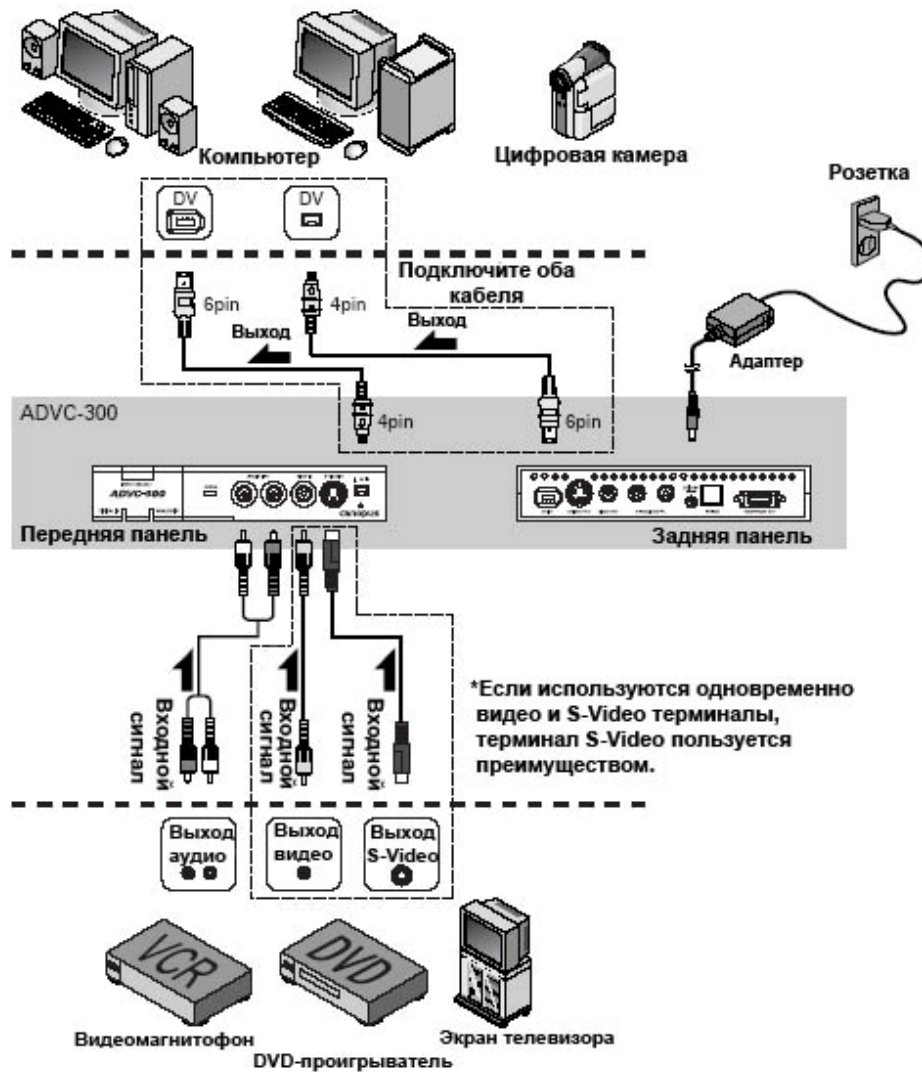 Компьютер
Цифровая камера
Розетка
DV
DV
Подключите оба
кабеля
6pin
4pin
Выход
Выход
Адаптер
ADVC-300
4pin
6pin
canopus
Передняя панель
Задняя панель
Входной*
сигнал
Входной*
сигнал
Входной*
сигнал
*Если используются одновременно
видео и S-Video терминалы,
терминал S-Video пользуется
преимуществом.
Выход
аудио
Выход
видео
Выход
S-Video
VCR
DVD
Видеомагнитофон
DVD-проигрыватель
Экран телевизора